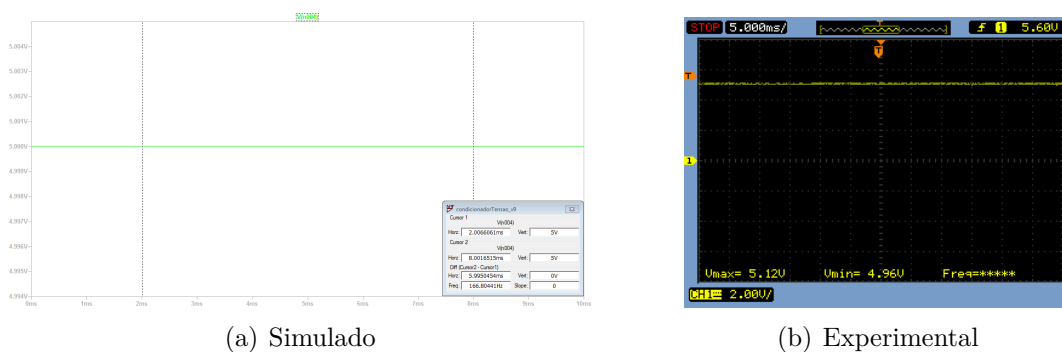 V(n004)
5.004V
5.003V
5.002V
5.001V
5.000V
4.998V
4.997V
4.996V
4.995V
4.994V
0ms 1ms 2ms 3ms 4ms 5ms 6ms 7ms 8ms 9ms 10ms
condicionadorTensao_v9
Cursor 1
V(n004)
Horz: 2.0066061ms Vert: 5V
Cursor 2
V(n004)
Horz: 8.0016515ms Vert: 5V
Diff (Cursor2 - Cursor1)
Horz: 5.9950454ms Vert: 0V
Freq: 166.80441Hz Slope: 0
(a) Simulado
STOP 5.000ms/ T 1 5.60V
T
T
1
Vmax= 5.12V Vmin= 4.96V Freq=*****
CH1 2.00V/
(b) Experimental